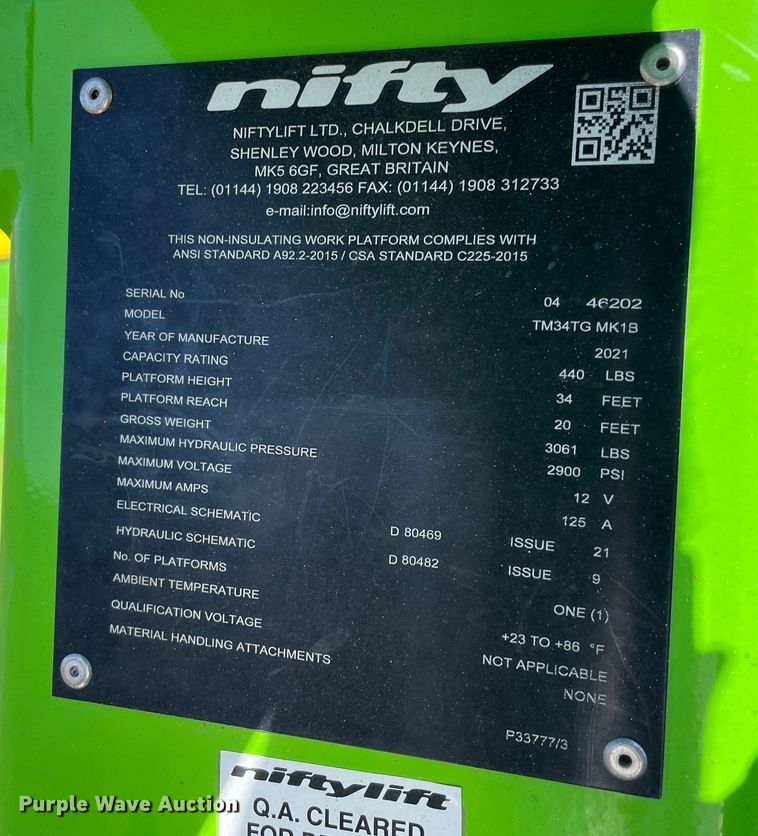 nifty
NIFTYLIFT LTD., CHALKDELL DRIVE,
SHENLEY WOOD, MILTON KEYNES,
MK5 6GF, GREAT BRITAIN
TEL: (01144) 1908 223456 FAX: (01144) 1908 312733
e-mail:info@niftylift.com
THIS NON-INSULATING WORK PLATFORM COMPLIES WITH
ANSI STANDARD A92.2-2015 / CSA STANDARD C225-2015
SERIAL No 04 46202
MODEL TM34TG MK1B
YEAR OF MANUFACTURE 2021
CAPACITY RATING 440 LBS
PLATFORM HEIGHT 34 FEET
PLATFORM REACH 20 FEET
GROSS WEIGHT 3061 LBS
MAXIMUM HYDRAULIC PRESSURE 2900 PSI
MAXIMUM VOLTAGE 12 V
MAXIMUM AMPS 125 A
ELECTRICAL SCHEMATIC D 80469 ISSUE 21
HYDRAULIC SCHEMATIC D 80482 ISSUE 9
No. OF PLATFORMS ONE (1)
AMBIENT TEMPERATURE +23 TO +86 °F
QUALIFICATION VOLTAGE NOT APPLICABLE
MATERIAL HANDLING ATTACHMENTS NONE
P33777/3
niftylift
Purple Wave Auction
Q.A. CLEARED
FOR